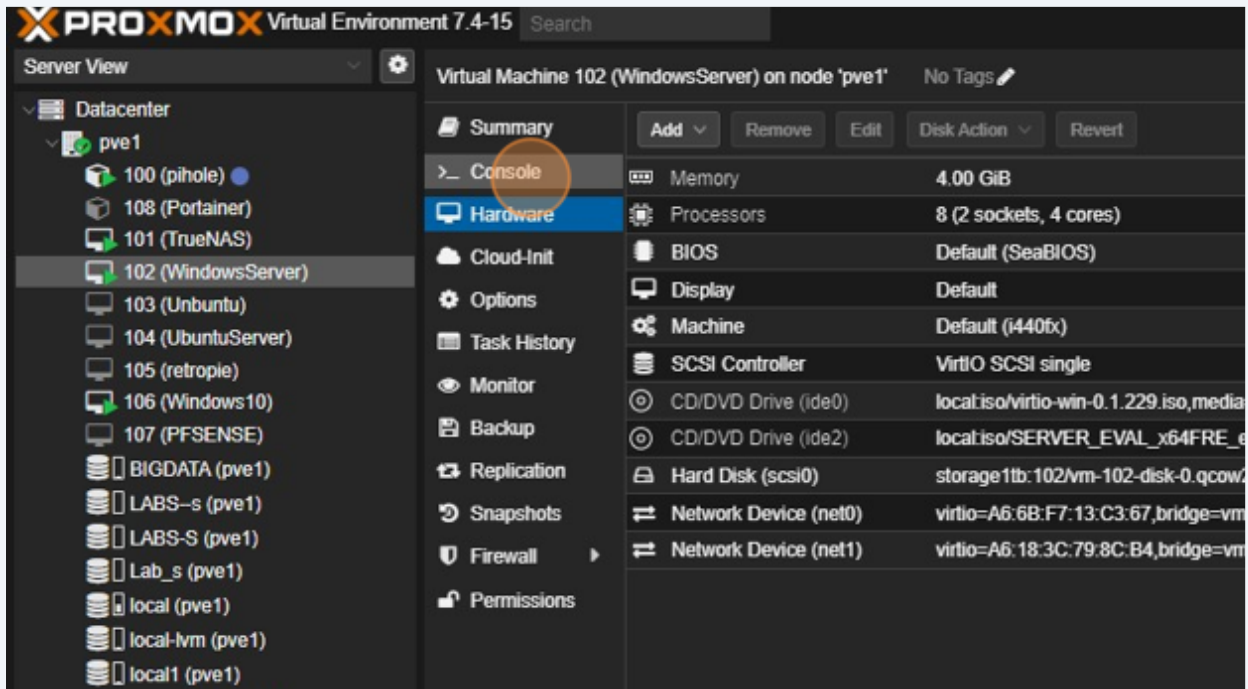 PROXMOX Virtual Environment 7.4-15 Search
Server View
Datacenter
pve1
100 (pihole)
108 (Portainer)
101 (TrueNAS)
102 (WindowsServer)
103 (Unbuntu)
104 (UbuntuServer)
105 (retropie)
106 (Windows10)
107 (PFSENSE)
BIGDATA (pve1)
LABS--s (pve1)
LABS-S (pve1)
Lab_s (pve1)
local (pve1)
local-lvm (pve1)
local1 (pve1)
Virtual Machine 102 (WindowsServer) on node 'pve1' No Tags
Summary
>_ Console
Hardware
Cloud-Init
Options
Task History
Monitor
Backup
Replication
Snapshots
Firewall
Permissions
Add Remove Edit Disk Action Revert
Memory 4.00 GiB
Processors 8 (2 sockets, 4 cores)
BIOS Default (SeaBIOS)
Display Default
Machine Default (i440fx)
SCSI Controller VirtIO SCSI single
CD/DVD Drive (ide0) local:iso/virtio-win-0.1.229.iso,media
CD/DVD Drive (ide2) local:iso/SERVER_EVAL_x64FRE_e
Hard Disk (scsi0) storage1tb:102/vm-102-disk-0.qcow2
Network Device (net0) virtio=A6:6B:F7:13:C3:67,bridge=vm
Network Device (net1) virtio=A6:18:3C:79:8C:B4,bridge=vm